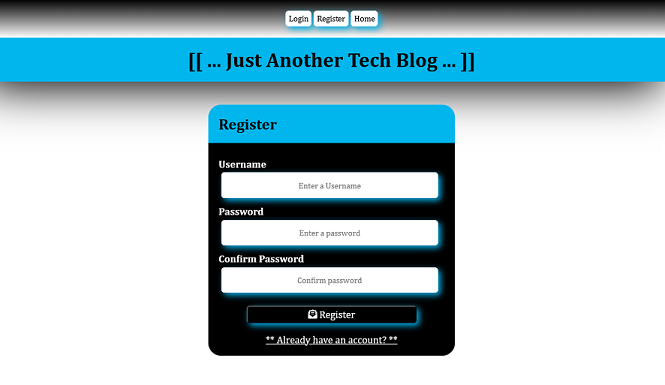 Login Register Home
[[ ... Just Another Tech Blog ... ]]
Register
Username
Enter a Username
Password
Enter a password
Confirm Password
Confirm password
Register
** Already have an account? **